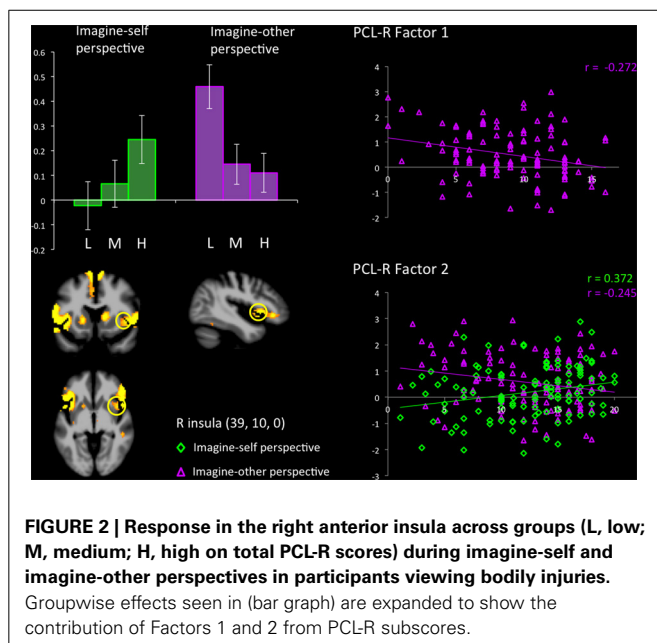 Imagine-self perspective
Imagine-other perspective
0.6
0.5
0.4
0.3
0.2
0.1
0
-0.1
-0.2
L M H
L M H
PCL-R Factor 1
r = -0.272
4
3
2
1
0
-1
-2
0 5 10 15
PCL-R Factor 2
r = 0.372
r = -0.245
4
3
2
1
0
-1
-2
-3
0 5 10 15 20
R insula (39, 10, 0)
Imagine-self perspective
Imagine-other perspective
FIGURE 2 | Response in the right anterior insula across groups (L, low;
M, medium; H, high on total PCL-R scores) during imagine-self and
imagine-other perspectives in participants viewing bodily injuries.
Groupwise effects seen in (bar graph) are expanded to show the
contribution of Factors 1 and 2 from PCL-R subscores.